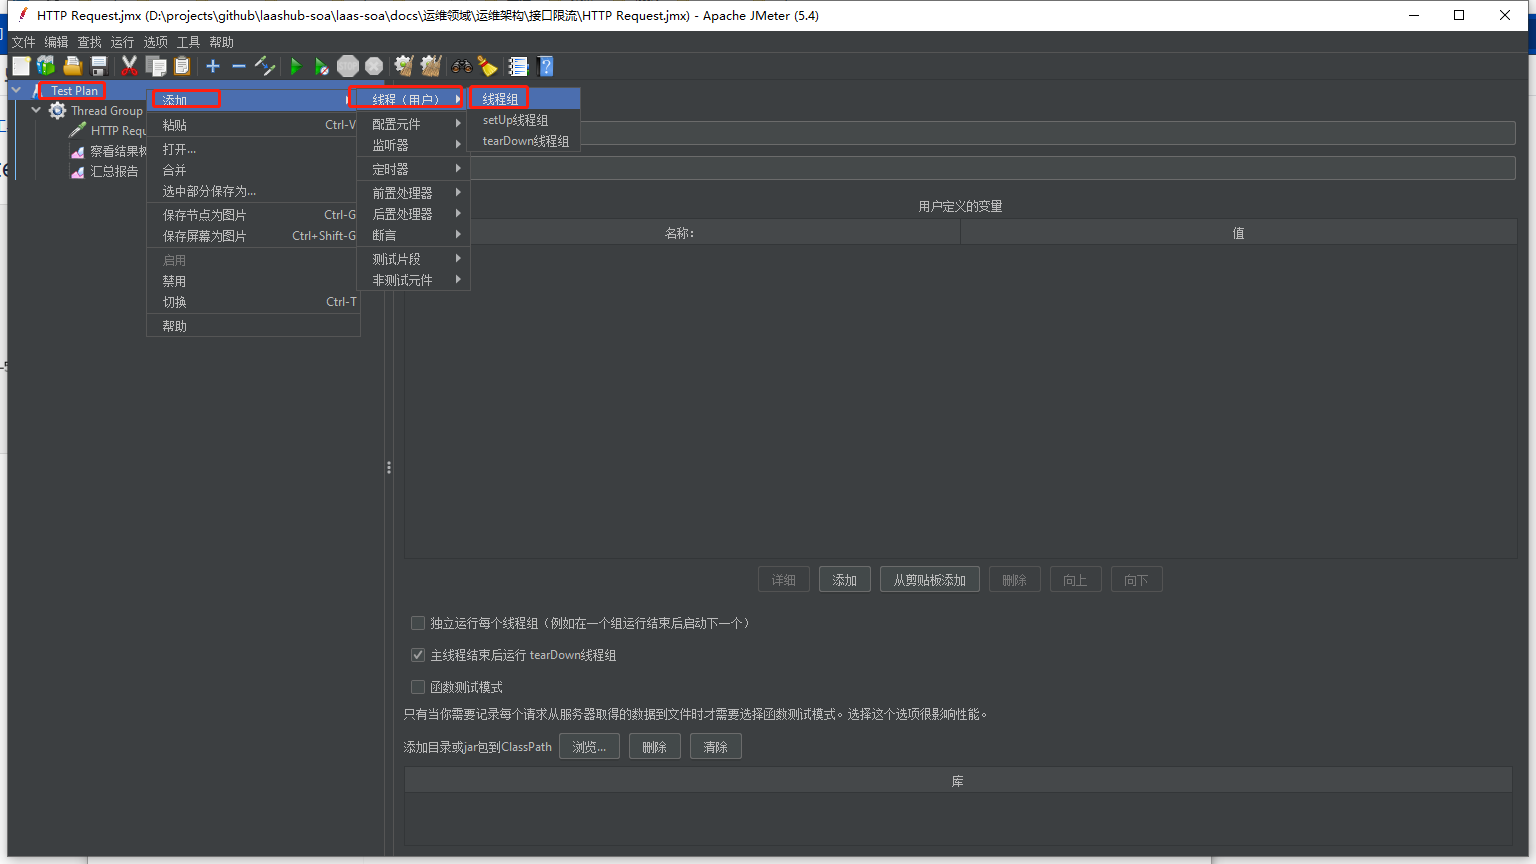 HTTP Request.jmx (D:\projects\github\laashub-soa\laas-soa\docs\运维领域\运维架构\接口限流\HTTP Request.jmx) - Apache JMeter (5.4)
文件 编辑 查找 运行 选项 工具 帮助
Test Plan
Thread Group
HTTP Requ
察看结果树
汇总报告
添加
粘贴 Ctrl-V
打开...
合并
选中部分保存为...
保存节点为图片 Ctrl-G
保存屏幕为图片 Ctrl+Shift-G
启用
禁用
切换 Ctrl-T
帮助
线程（用户）
配置元件
监听器
定时器
前置处理器
后置处理器
断言
测试片段
非测试元件
线程组
setUp线程组
tearDown线程组
用户定义的变量
名称: 值
详细 添加 从剪贴板添加 删除 向上 向下
独立运行每个线程组（例如在一个组运行结束后启动下一个）
主线程结束后运行 tearDown线程组
函数测试模式
只有当你需要记录每个请求从服务器取得的数据到文件时才需要选择函数测试模式。选择这个选项很影响性能。
添加目录或jar包到ClassPath 浏览... 删除 清除
库